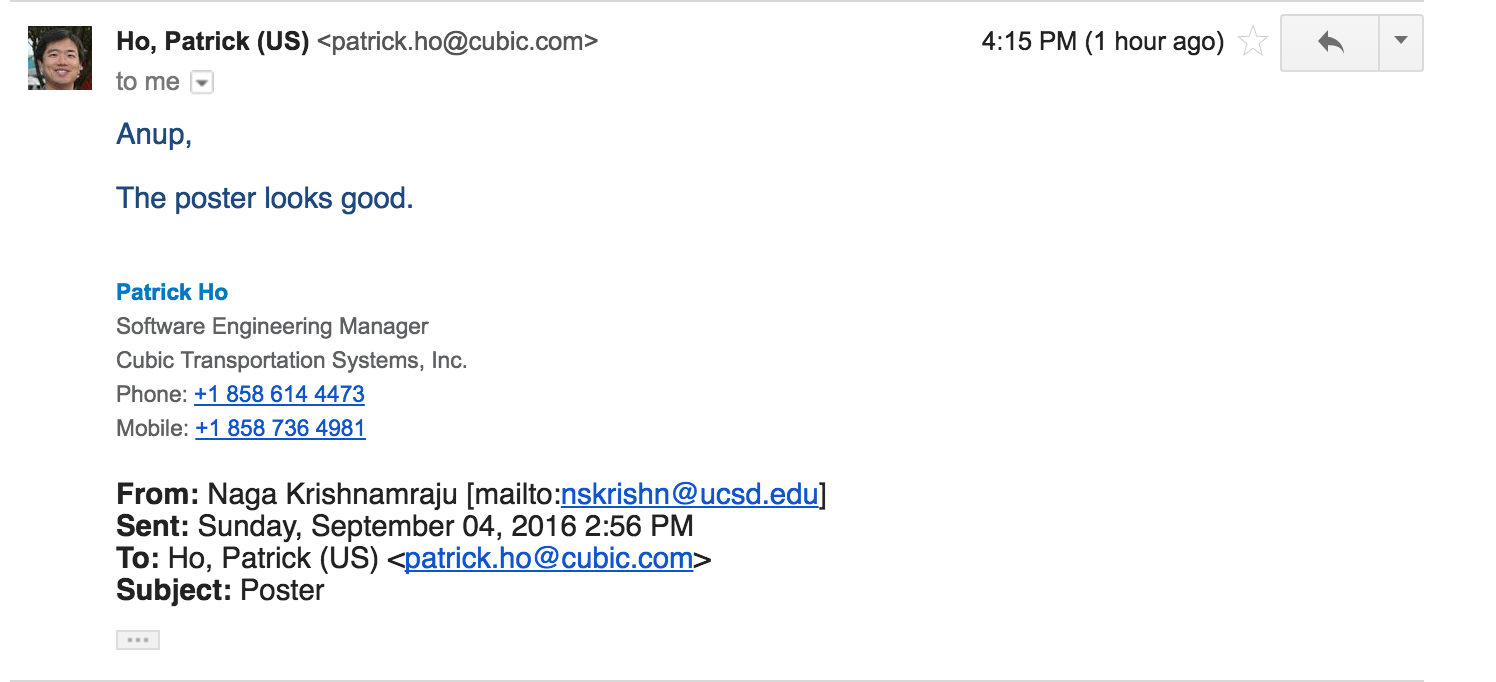 Ho, Patrick (US) <patrick.ho@cubic.com> 4:15 PM (1 hour ago)
to me
Anup,
The poster looks good.
Patrick Ho
Software Engineering Manager
Cubic Transportation Systems, Inc.
Phone: +1 858 614 4473
Mobile: +1 858 736 4981
From: Naga Krishnamraju [mailto:nskrishn@ucsd.edu]
Sent: Sunday, September 04, 2016 2:56 PM
To: Ho, Patrick (US) <patrick.ho@cubic.com>
Subject: Poster